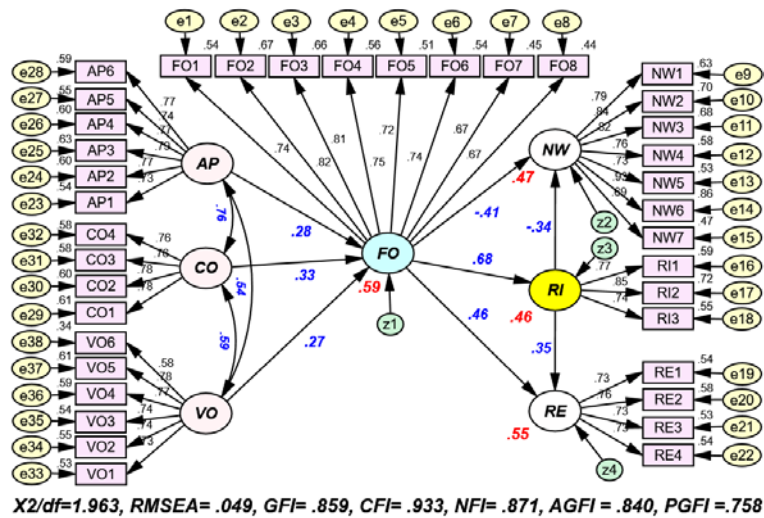 e1 e2 e3 e4 e5 e6 e7 e8
.54 .67 .66 .56 .51 .54 .45 .44
FO1 FO2 FO3 FO4 FO5 FO6 FO7 FO8
.74 .82 .81 .75 .72 .74 .67 .67
e28 .59 AP6 .77
e27 .55 AP5 .74
e26 .60 AP4 .77
e25 .63 AP3 .79
e24 .60 AP2 .77
e23 .54 AP1 .73
AP
e32 .58 CO4 .76
e31 .58 CO3 .76
e30 .60 CO2 .78
e29 .61 CO1 .78
CO
e38 .34 VO6 .58
e37 .61 VO5 .78
e36 .59 VO4 .77
e35 .54 VO3 .74
e34 .55 VO2 .74
e33 .53 VO1 .73
VO
.76 .54 .59
.28 .33 .27
FO .59
z1
-.41 .68 .46
NW .47
z2
-.34
z3
RI .46
.35
RE .55
z4
.79 NW1 .63 e9
.84 NW2 .70 e10
.82 NW3 .68 e11
.76 NW4 .58 e12
.73 NW5 .53 e13
.93 NW6 .86 e14
.69 NW7 .47 e15
.77 RI1 .59 e16
.85 RI2 .72 e17
.74 RI3 .55 e18
.73 RE1 .54 e19
.76 RE2 .58 e20
.73 RE3 .53 e21
.73 RE4 .54 e22
X2/df=1.963, RMSEA= .049, GFI= .859, CFI= .933, NFI= .871, AGFI = .840, PGFI =.758